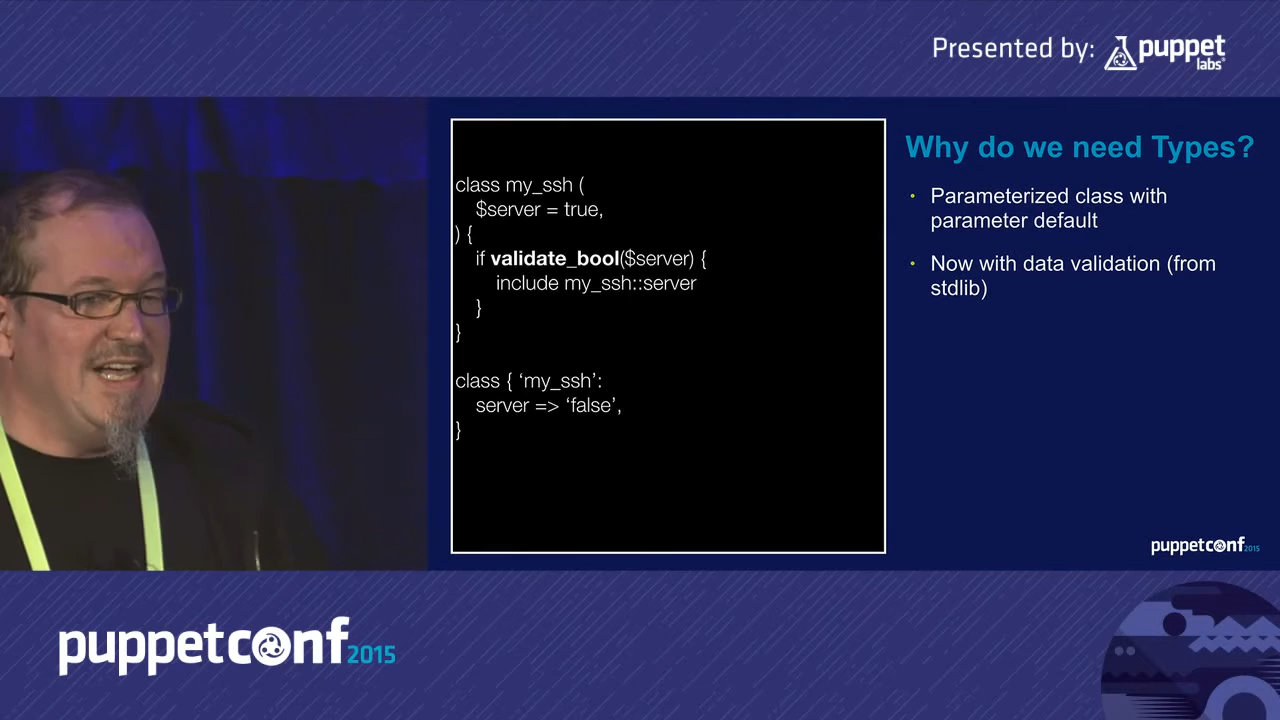 Presented by: puppet labs
class my_ssh (
$server = true,
) {
if validate_bool($server) {
include my_ssh::server
}
}
class { ‘my_ssh’:
server => ‘false’,
}
Why do we need Types?
• Parameterized class with
parameter default
• Now with data validation (from
stdlib)
puppetconf 2015
puppetconf 2015